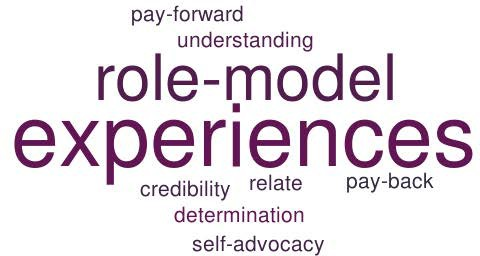 pay-forward
understanding
role-model
experiences
credibility relate pay-back
determination
self-advocacy